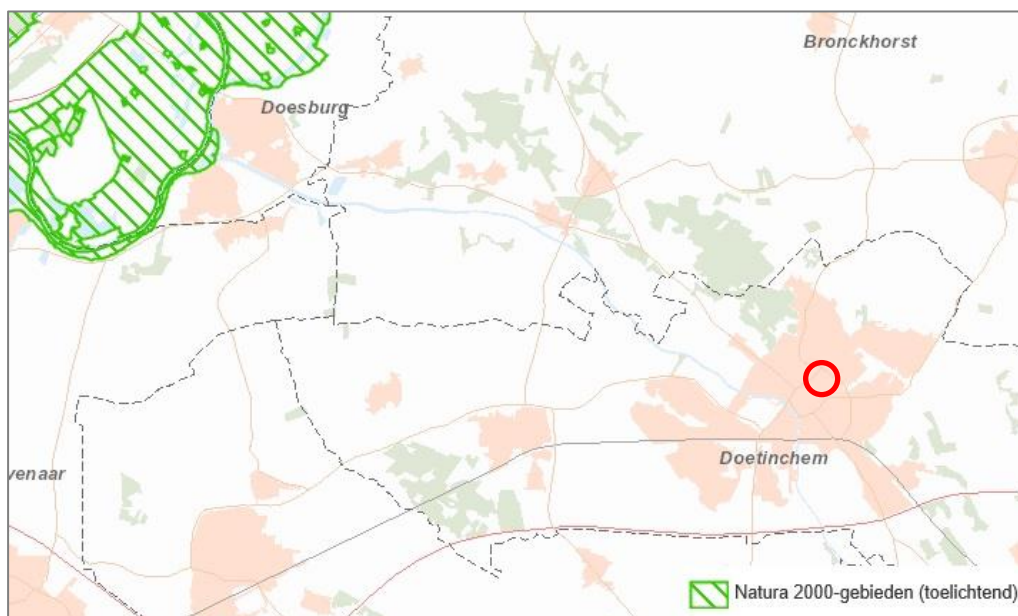 Bronckhorst
Doesburg
venaar
Doetinchem
Natura 2000-gebieden (toelichtend)